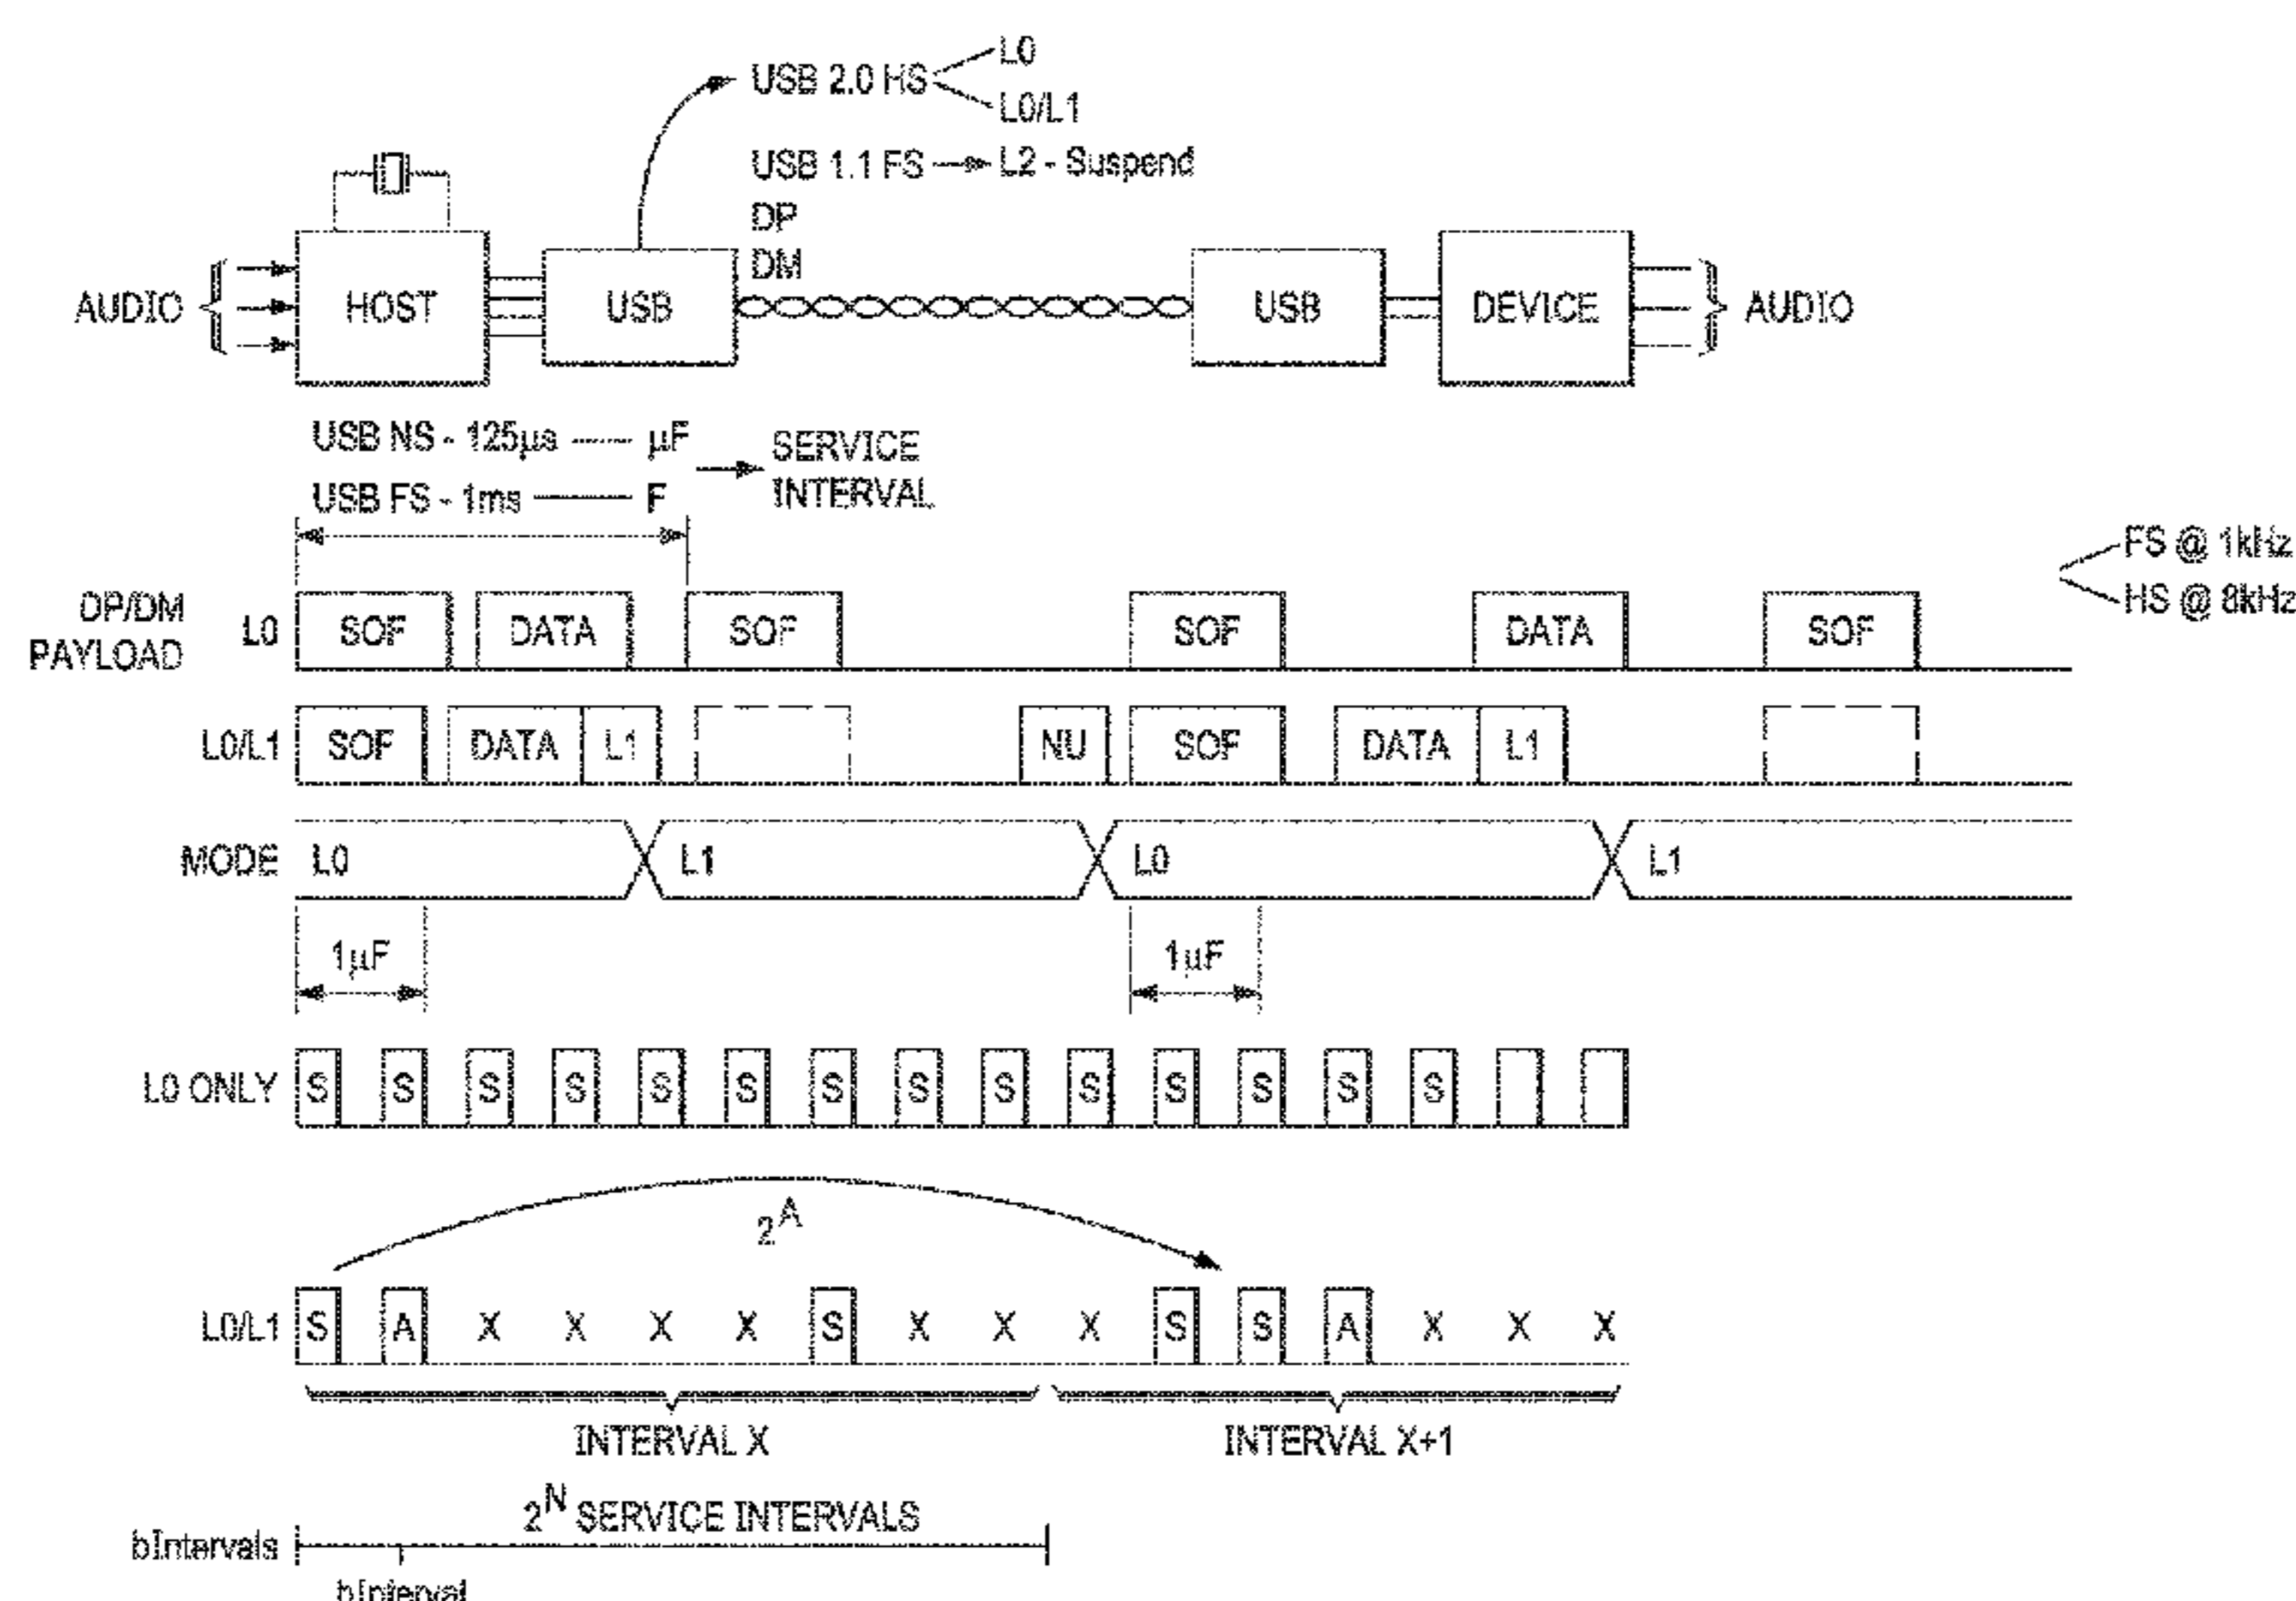 USB 2.0 HS
L0
L0/L1
USB 1.1 FS L2 - Suspend
DP
DM
AUDIO HOST USB USB DEVICE AUDIO
USB NS - 125µs µF
USB FS - 1ms F
SERVICE
INTERVAL
FS @ 1kHz
HS @ 8kHz
DP/DM
PAYLOAD
L0 SOF DATA SOF SOF DATA SOF
L0/L1 SOF DATA L1 NU SOF DATA L1
MODE L0 L1 L0 L1
1µF 1µF
L0 ONLY S S S S S S S S S S S S S S
2^A
L0/L1 S A X X X X S X X X S S A X X X
INTERVAL X INTERVAL X+1
2^N SERVICE INTERVALS
bIntervals
bInterval